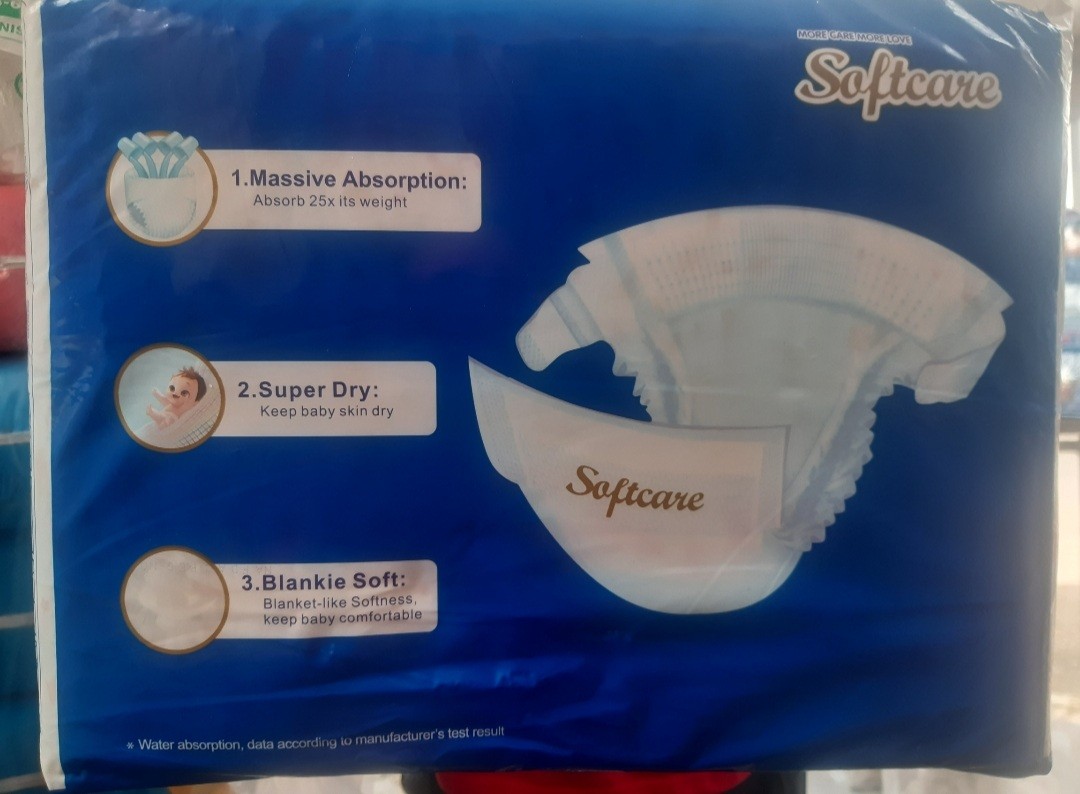 MORE CARE MORE LOVE
Softcare
1.Massive Absorption:
Absorb 25x its weight
2.Super Dry:
Keep baby skin dry
Softcare
3.Blankie Soft:
Blanket-like Softness,
keep baby comfortable
* Water absorption, data according to manufacturer's test result